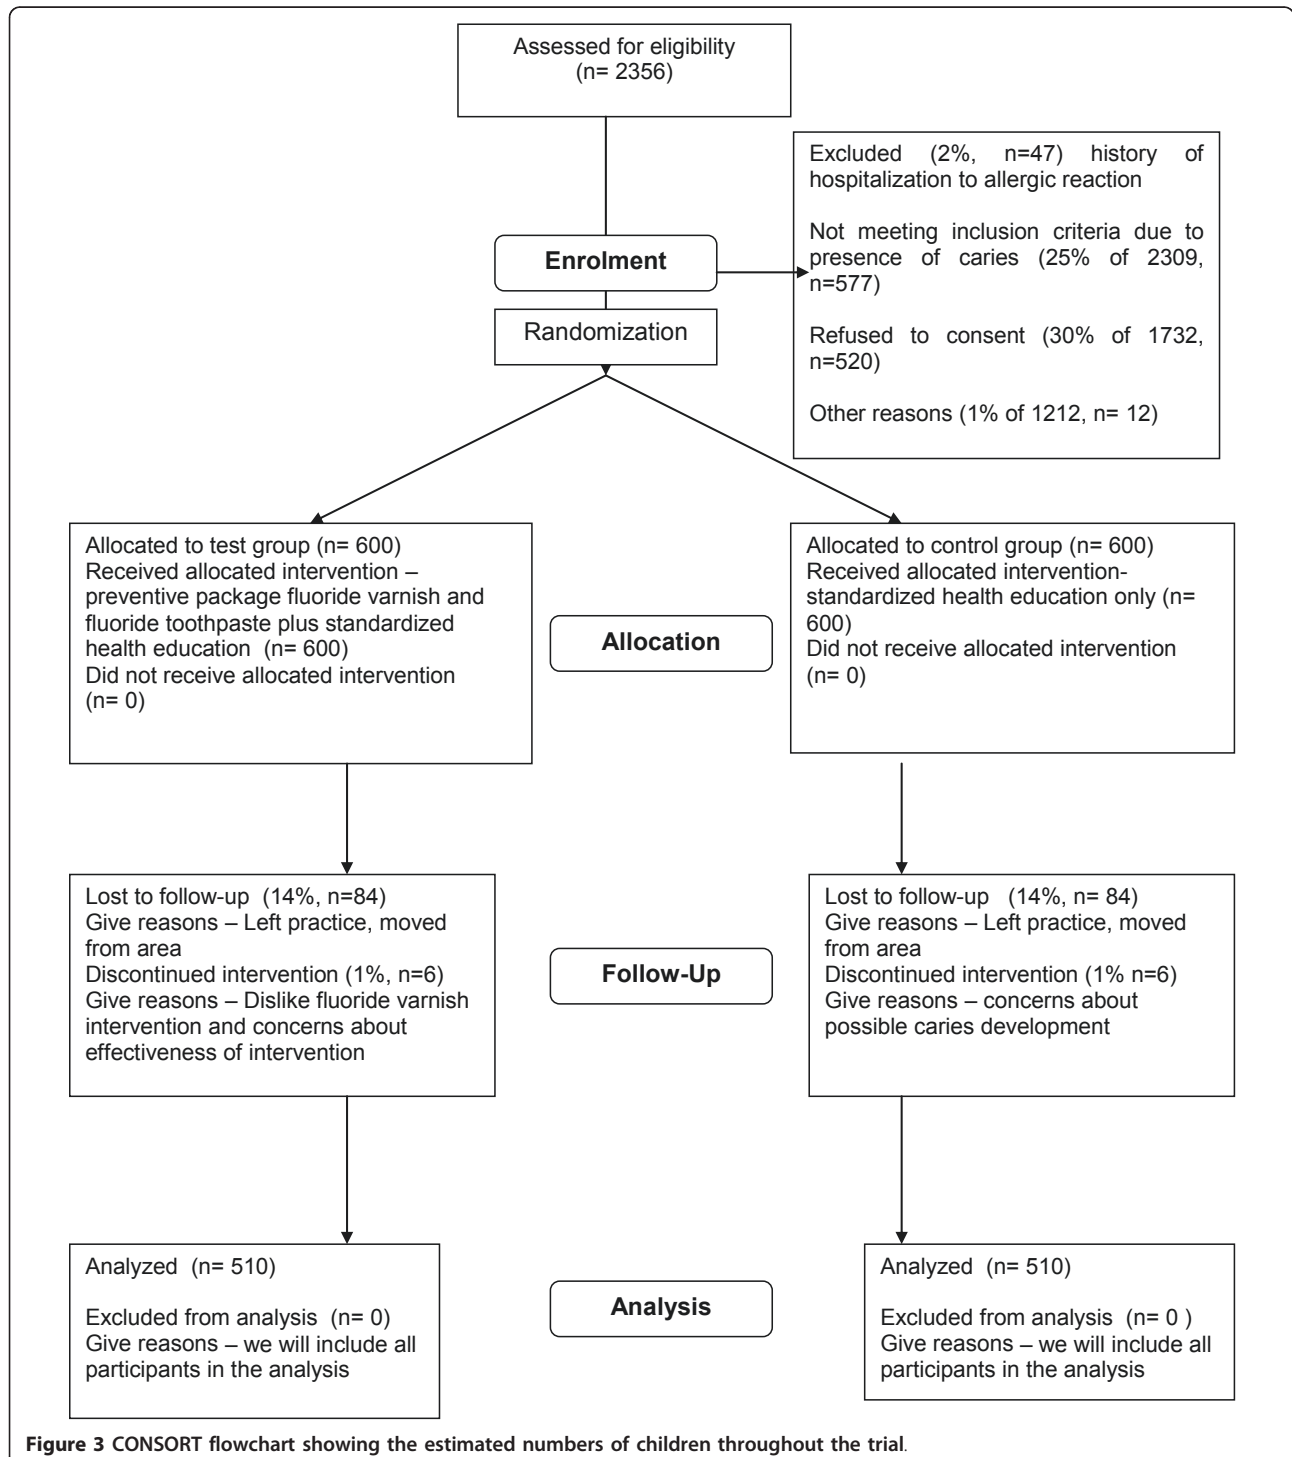 Assessed for eligibility
(n= 2356)
Excluded (2%, n=47) history of
hospitalization to allergic reaction
Not meeting inclusion criteria due to
presence of caries (25% of 2309,
n=577)
Refused to consent (30% of 1732,
n=520)
Other reasons (1% of 1212, n= 12)
Enrolment
Randomization
Allocated to test group (n= 600)
Received allocated intervention –
preventive package fluoride varnish and
fluoride toothpaste plus standardized
health education (n= 600)
Did not receive allocated intervention
(n= 0)
Allocation
Allocated to control group (n= 600)
Received allocated intervention-
standardized health education only (n=
600)
Did not receive allocated intervention
(n= 0)
Lost to follow-up (14%, n=84)
Give reasons – Left practice, moved
from area
Discontinued intervention (1%, n=6)
Give reasons – Dislike fluoride varnish
intervention and concerns about
effectiveness of intervention
Follow-Up
Lost to follow-up (14%, n= 84)
Give reasons – Left practice, moved
from area
Discontinued intervention (1% n=6)
Give reasons – concerns about
possible caries development
Analyzed (n= 510)
Excluded from analysis (n= 0)
Give reasons – we will include all
participants in the analysis
Analysis
Analyzed (n= 510)
Excluded from analysis (n= 0 )
Give reasons – we will include all
participants in the analysis
Figure 3 CONSORT flowchart showing the estimated numbers of children throughout the trial.